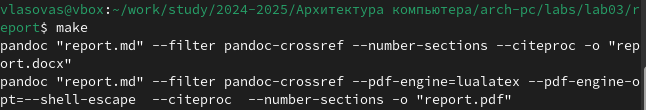 vlasovas@vbox:~/work/study/2024-2025/Архитектура компьютера/arch-pc/labs/lab03/r
eport$ make
pandoc "report.md" --filter pandoc-crossref --number-sections --citeproc -o "rep
ort.docx"
pandoc "report.md" --filter pandoc-crossref --pdf-engine=lualatex --pdf-engine-o
pt=--shell-escape  --citeproc  --number-sections -o "report.pdf"